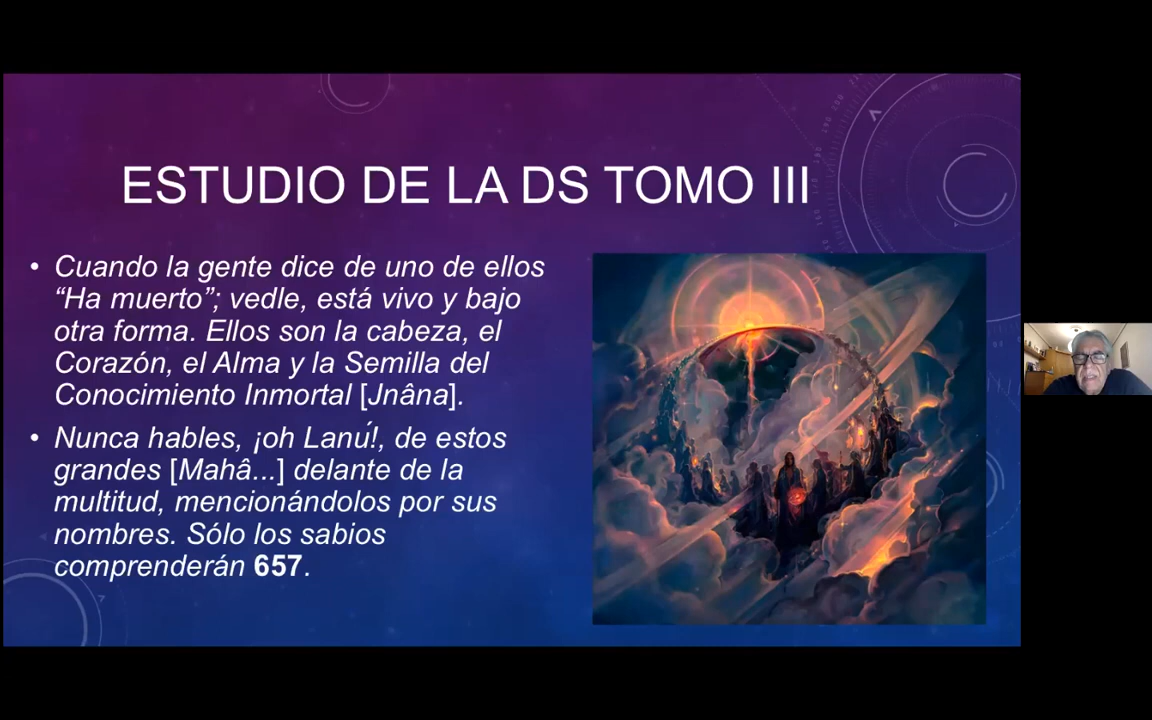 ESTUDIO DE LA DS TOMO III
• Cuando la gente dice de uno de ellos
“Ha muerto”; vedle, está vivo y bajo
otra forma. Ellos son la cabeza, el
Corazón, el Alma y la Semilla del
Conocimiento Inmortal [Jnâna].
• Nunca hables, ¡oh Lanú!, de estos
grandes [Mahâ...] delante de la
multitud, mencionándolos por sus
nombres. Sólo los sabios
comprenderán 657.